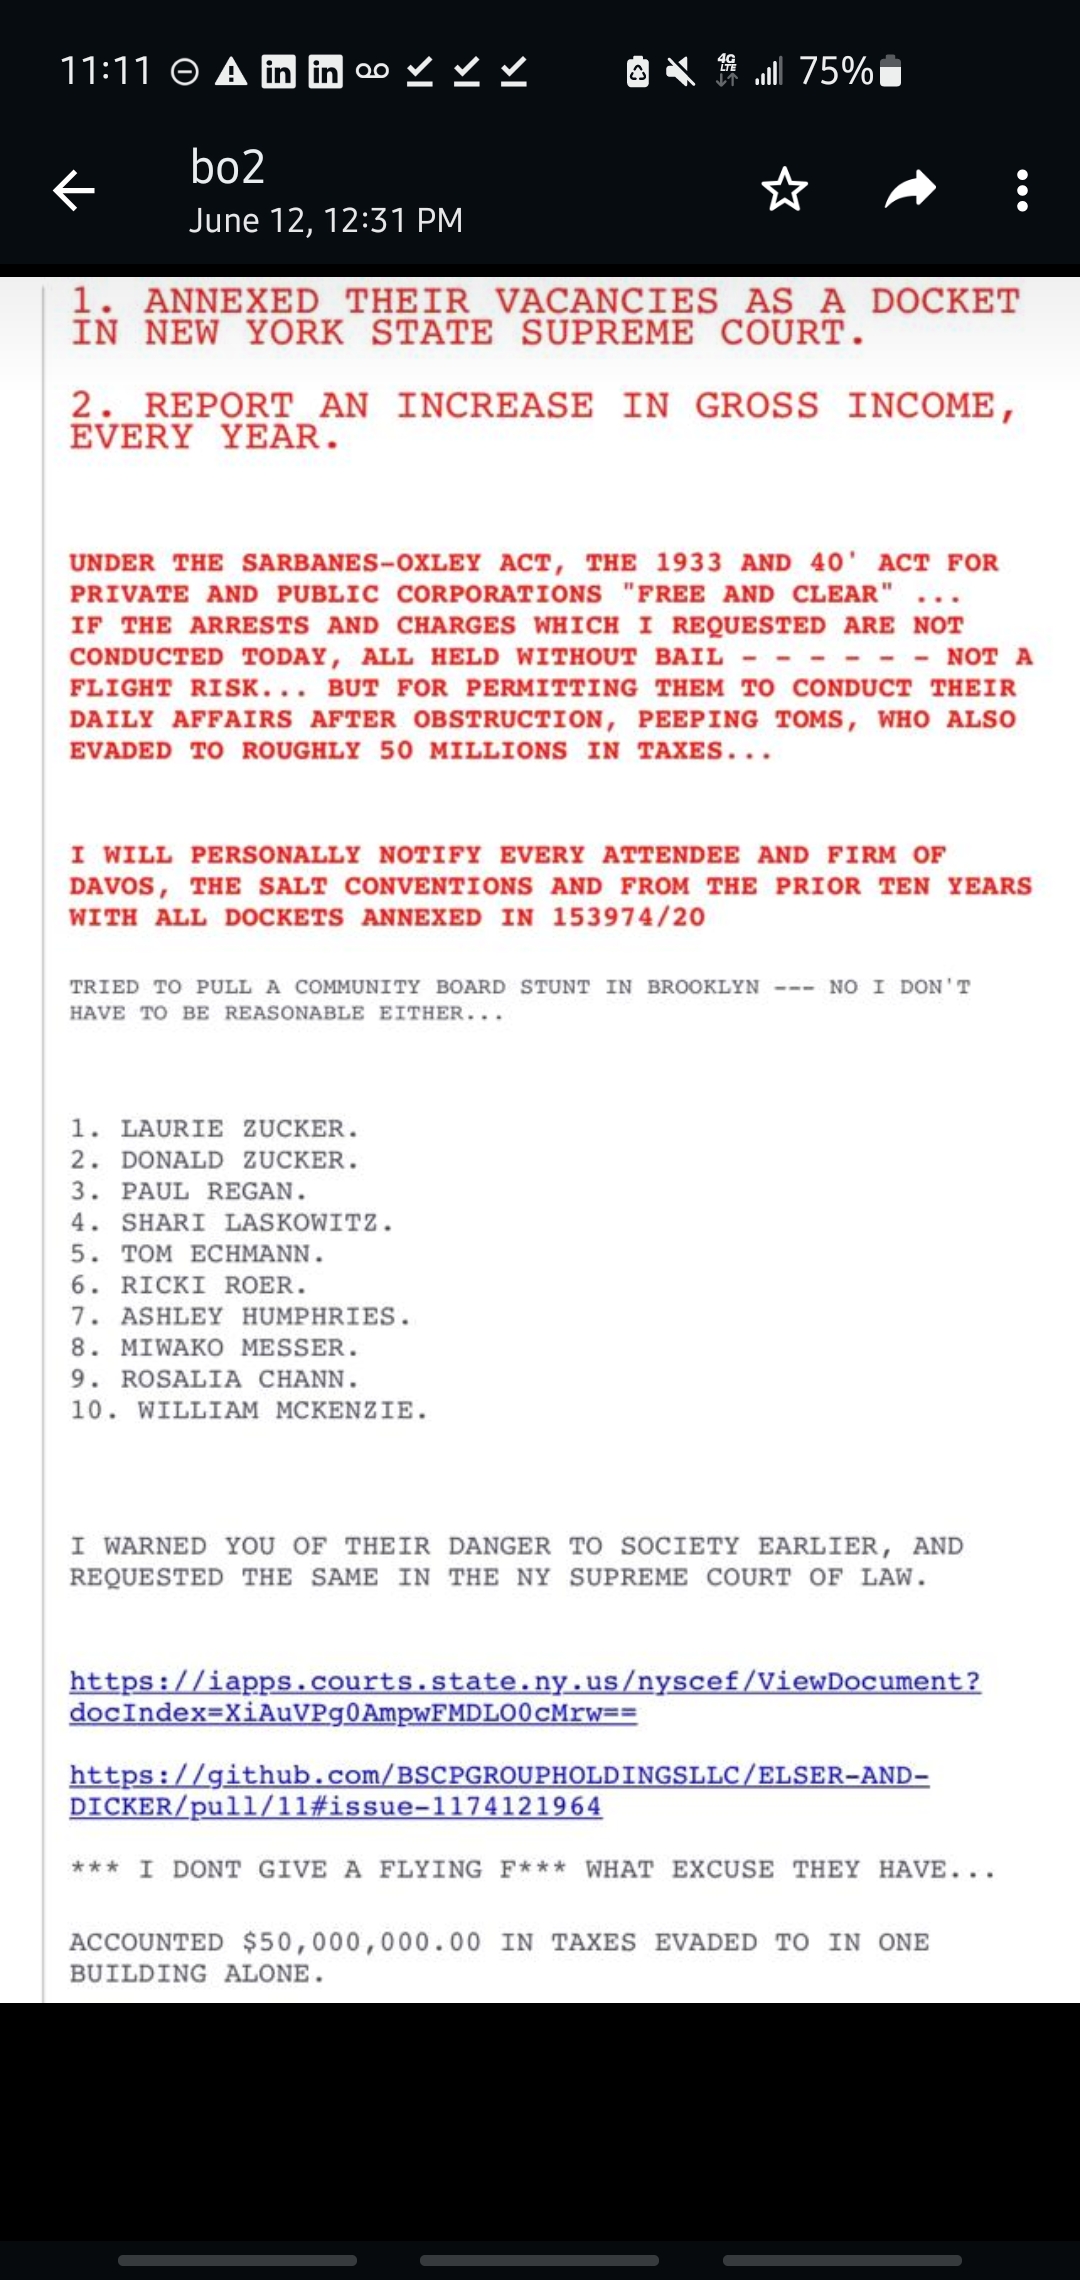 11:11 75%
4G LTE
bo2
June 12, 12:31 PM
1. ANNEXED THEIR VACANCIES AS A DOCKET
IN NEW YORK STATE SUPREME COURT.
2. REPORT AN INCREASE IN GROSS INCOME,
EVERY YEAR.
UNDER THE SARBANES-OXLEY ACT, THE 1933 AND 40' ACT FOR
PRIVATE AND PUBLIC CORPORATIONS "FREE AND CLEAR" ...
IF THE ARRESTS AND CHARGES WHICH I REQUESTED ARE NOT
CONDUCTED TODAY, ALL HELD WITHOUT BAIL - - - - - - NOT A
FLIGHT RISK... BUT FOR PERMITTING THEM TO CONDUCT THEIR
DAILY AFFAIRS AFTER OBSTRUCTION, PEEPING TOMS, WHO ALSO
EVADED TO ROUGHLY 50 MILLIONS IN TAXES...
I WILL PERSONALLY NOTIFY EVERY ATTENDEE AND FIRM OF
DAVOS, THE SALT CONVENTIONS AND FROM THE PRIOR TEN YEARS
WITH ALL DOCKETS ANNEXED IN 153974/20
TRIED TO PULL A COMMUNITY BOARD STUNT IN BROOKLYN --- NO I DON'T
HAVE TO BE REASONABLE EITHER...
1. LAURIE ZUCKER.
2. DONALD ZUCKER.
3. PAUL REGAN.
4. SHARI LASKOWITZ.
5. TOM ECHMANN.
6. RICKI ROER.
7. ASHLEY HUMPHRIES.
8. MIWAKO MESSER.
9. ROSALIA CHANN.
10. WILLIAM MCKENZIE.
I WARNED YOU OF THEIR DANGER TO SOCIETY EARLIER, AND
REQUESTED THE SAME IN THE NY SUPREME COURT OF LAW.
https://iapps.courts.state.ny.us/nyscef/ViewDocument?
docIndex=XiAuVPg0AmpwFMDLO0cMrw==
https://github.com/BSCPGROUPHOLDINGSLLC/ELSER-AND-
DICKER/pull/11#issue-1174121964
*** I DONT GIVE A FLYING F*** WHAT EXCUSE THEY HAVE...
ACCOUNTED $50,000,000.00 IN TAXES EVADED TO IN ONE
BUILDING ALONE.